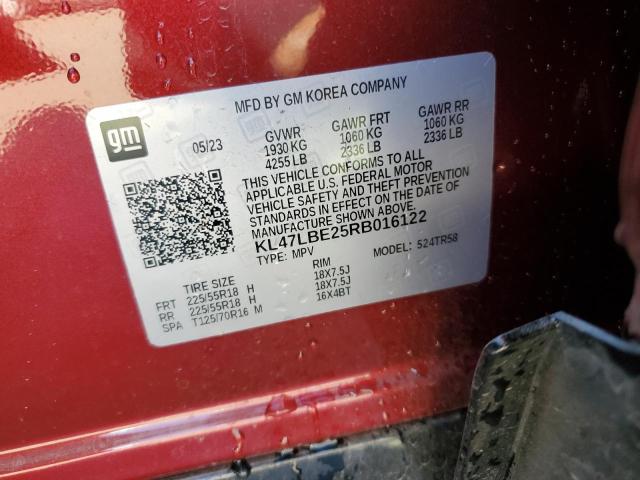 MFD BY GM KOREA COMPANY
gm
05/23
GVWR
1930 KG
4255 LB
GAWR FRT
1060 KG
2336 LB
GAWR RR
1060 KG
2336 LB
THIS VEHICLE CONFORMS TO ALL
APPLICABLE U.S. FEDERAL MOTOR
VEHICLE SAFETY AND THEFT PREVENTION
STANDARDS IN EFFECT ON THE DATE OF
MANUFACTURE SHOWN ABOVE.
KL47LBE25RB016122
TYPE: MPV MODEL: 524TR58
TIRE SIZE RIM
FRT 225/55R18 H 18X7.5J
RR 225/55R18 H 18X7.5J
SPA T125/70R16 M 16X4BT